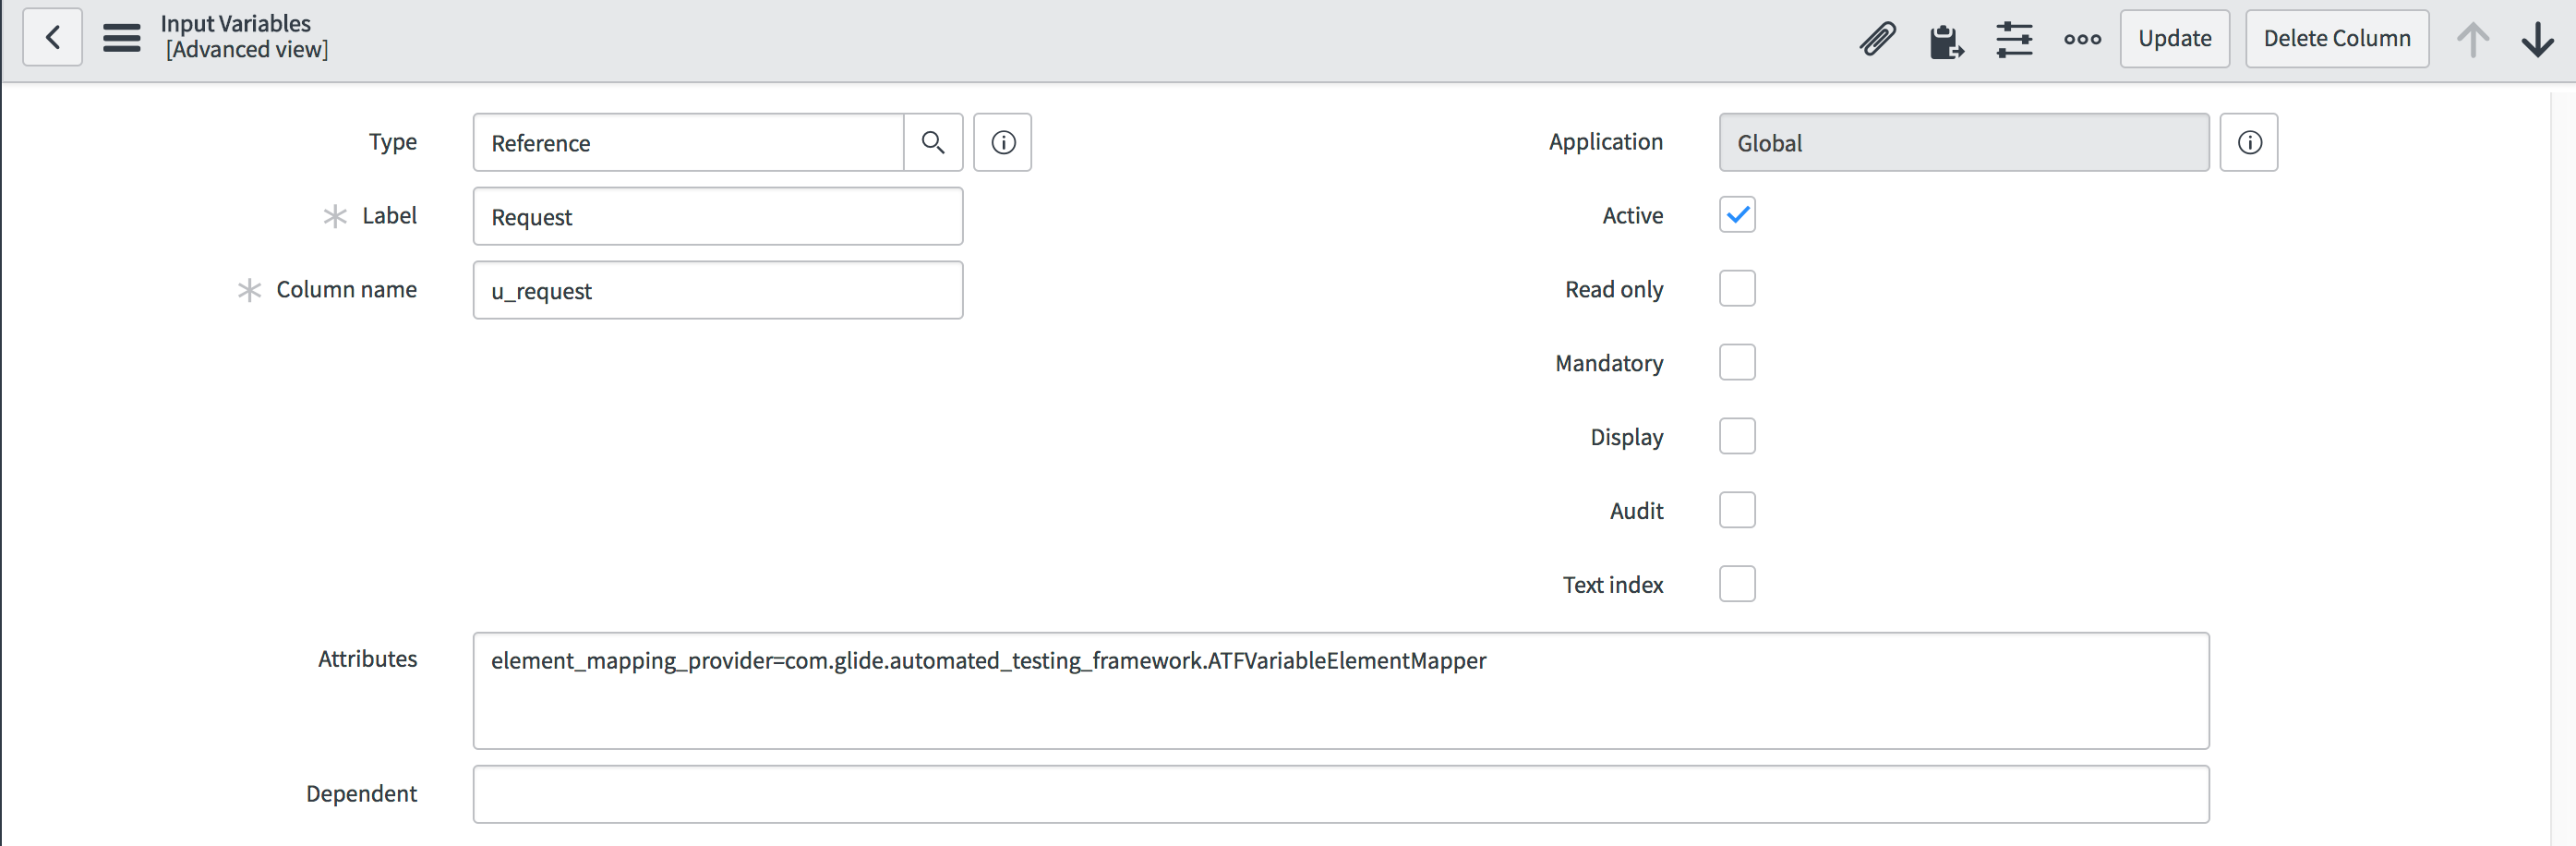 Input Variables
[Advanced view]
Update
Delete Column
Type
Reference
Application
Global
Label
Request
Active
Column name
u_request
Read only
Mandatory
Display
Audit
Text index
Attributes
element_mapping_provider=com.glide.automated_testing_framework.ATFVariableElementMapper
Dependent